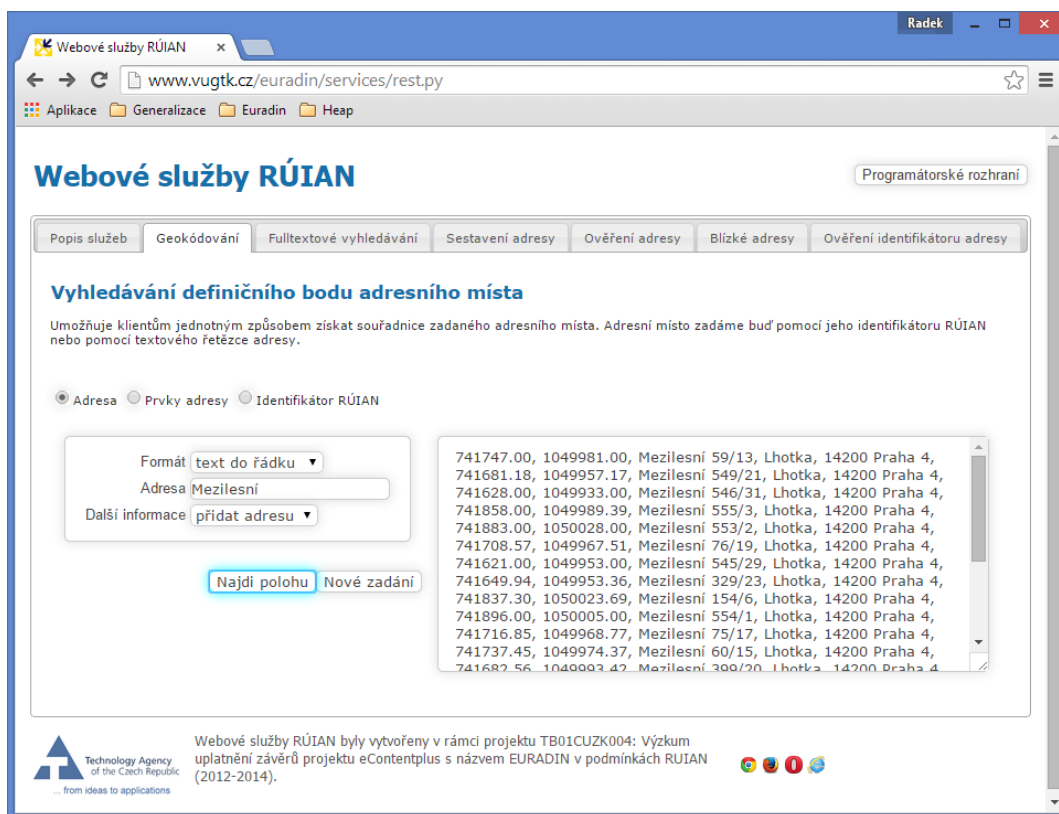 Radek
Webové služby RÚIAN
www.vugtk.cz/euradin/services/rest.py
Aplikace Generalizace Euradin Heap
Webové služby RÚIAN
Programátorské rozhraní
Popis služeb Geokódování Fulltextové vyhledávání Sestavení adresy Ověření adresy Blízké adresy Ověření identifikátoru adresy
Vyhledávání definičního bodu adresního místa
Umožňuje klientům jednotným způsobem získat souřadnice zadaného adresního místa. Adresní místo zadáme buď pomocí jeho identifikátoru RÚIAN
nebo pomocí textového řetězce adresy.
Adresa Prvky adresy Identifikátor RÚIAN
Formát text do řádku
Adresa Mezilesní
Další informace přidat adresu
Najdi polohu Nové zadání
741747.00, 1049981.00, Mezilesní 59/13, Lhotka, 14200 Praha 4,
741681.18, 1049957.17, Mezilesní 549/21, Lhotka, 14200 Praha 4,
741628.00, 1049933.00, Mezilesní 546/31, Lhotka, 14200 Praha 4,
741858.00, 1049989.39, Mezilesní 555/3, Lhotka, 14200 Praha 4,
741883.00, 1050028.00, Mezilesní 553/2, Lhotka, 14200 Praha 4,
741708.57, 1049967.51, Mezilesní 76/19, Lhotka, 14200 Praha 4,
741621.00, 1049953.00, Mezilesní 545/29, Lhotka, 14200 Praha 4,
741649.94, 1049953.36, Mezilesní 329/23, Lhotka, 14200 Praha 4,
741837.30, 1050023.69, Mezilesní 154/6, Lhotka, 14200 Praha 4,
741896.00, 1050005.00, Mezilesní 554/1, Lhotka, 14200 Praha 4,
741716.85, 1049968.77, Mezilesní 75/17, Lhotka, 14200 Praha 4,
741737.45, 1049974.37, Mezilesní 60/15, Lhotka, 14200 Praha 4,
741682.56, 1049993.42, Mezilesní 399/20, Lhotka, 14200 Praha 4
Technology Agency
of the Czech Republic
... from ideas to applications
Webové služby RÚIAN byly vytvořeny v rámci projektu TB01CUZK004: Výzkum
uplatnění závěrů projektu eContentplus s názvem EURADIN v podmínkách RUIAN
(2012-2014).